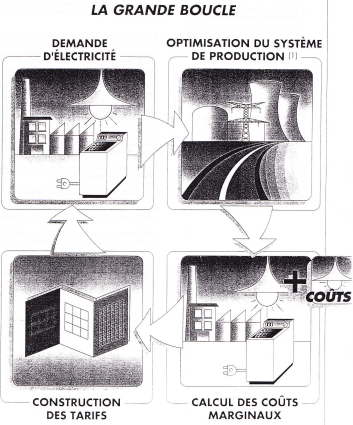 LA GRANDE BOUCLE
DEMANDE
D'ÉLECTRICITÉ
OPTIMISATION DU SYSTÈME
DE PRODUCTION (1)
COÛTS
CONSTRUCTION
DES TARIFS
CALCUL DES COÛTS
MARGINAUX